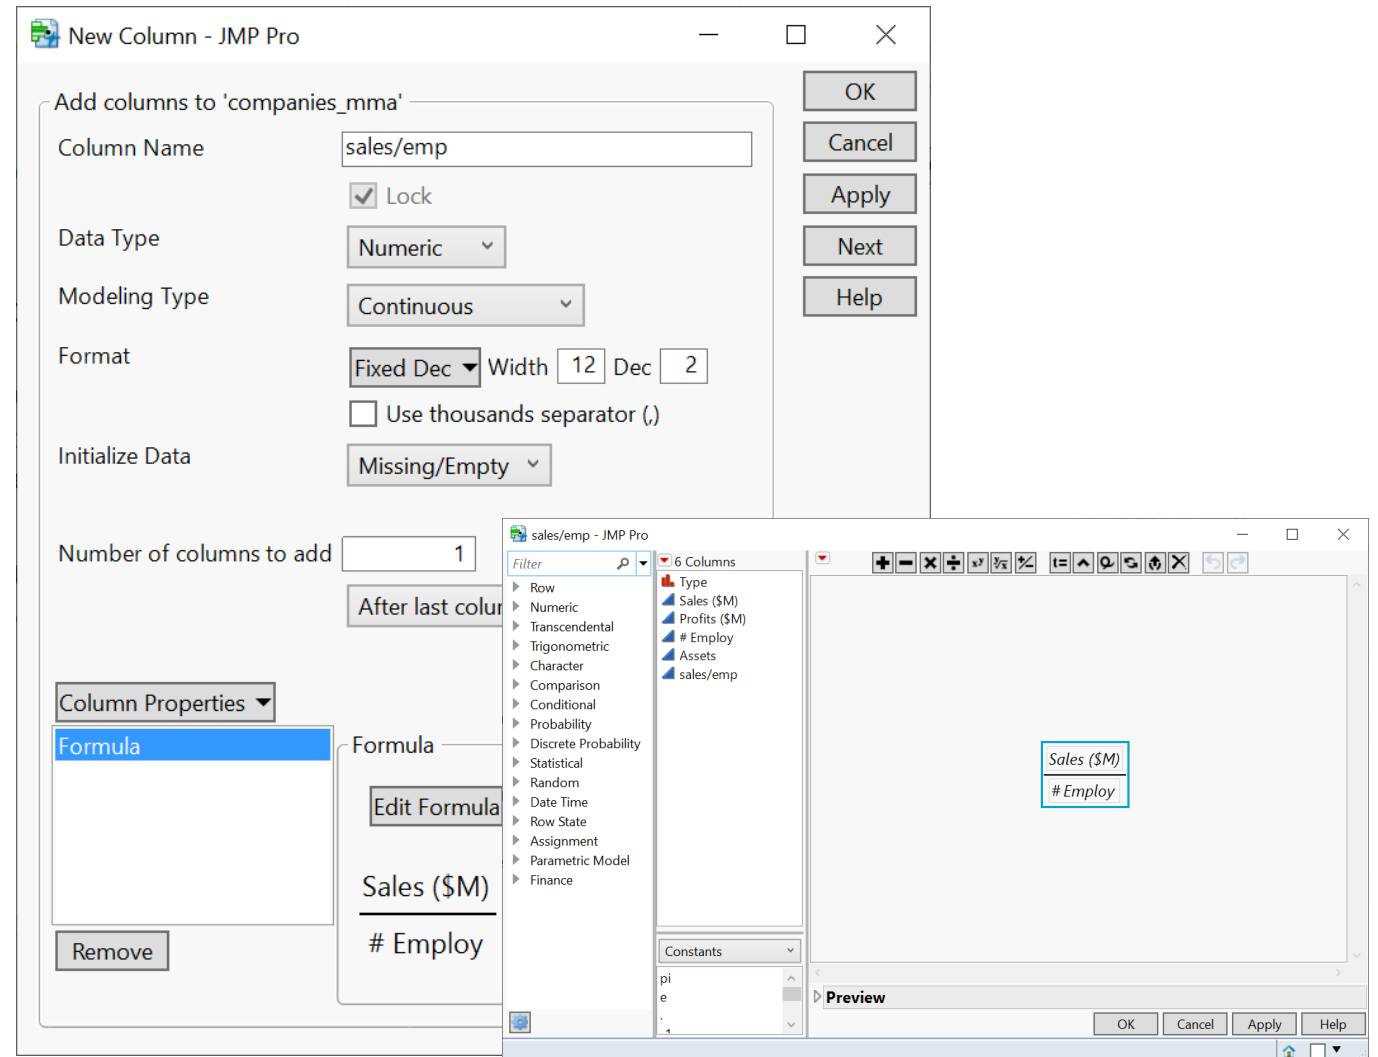 New Column - JMP Pro
Add columns to 'companies_mma'
Column Name
sales/emp
Lock
Data Type
Numeric
Modeling Type
Continuous
Format
Fixed Dec
Width
12
Dec
2
Use thousands separator (,)
Initialize Data
Missing/Empty
Number of columns to add
1
After last colu
Column Properties
Formula
Remove
Formula
Edit Formula
Sales ($M)
# Employ
OK
Cancel
Apply
Next
Help
sales/emp - JMP Pro
Filter
Row
Numeric
Transcendental
Trigonometric
Character
Comparison
Conditional
Probability
Discrete Probability
Statistical
Random
Date Time
Row State
Assignment
Parametric Model
Finance
6 Columns
Type
Sales ($M)
Profits ($M)
# Employ
Assets
sales/emp
Constants
pi
e
.
t=
Sales ($M)
# Employ
Preview
OK
Cancel
Apply
Help